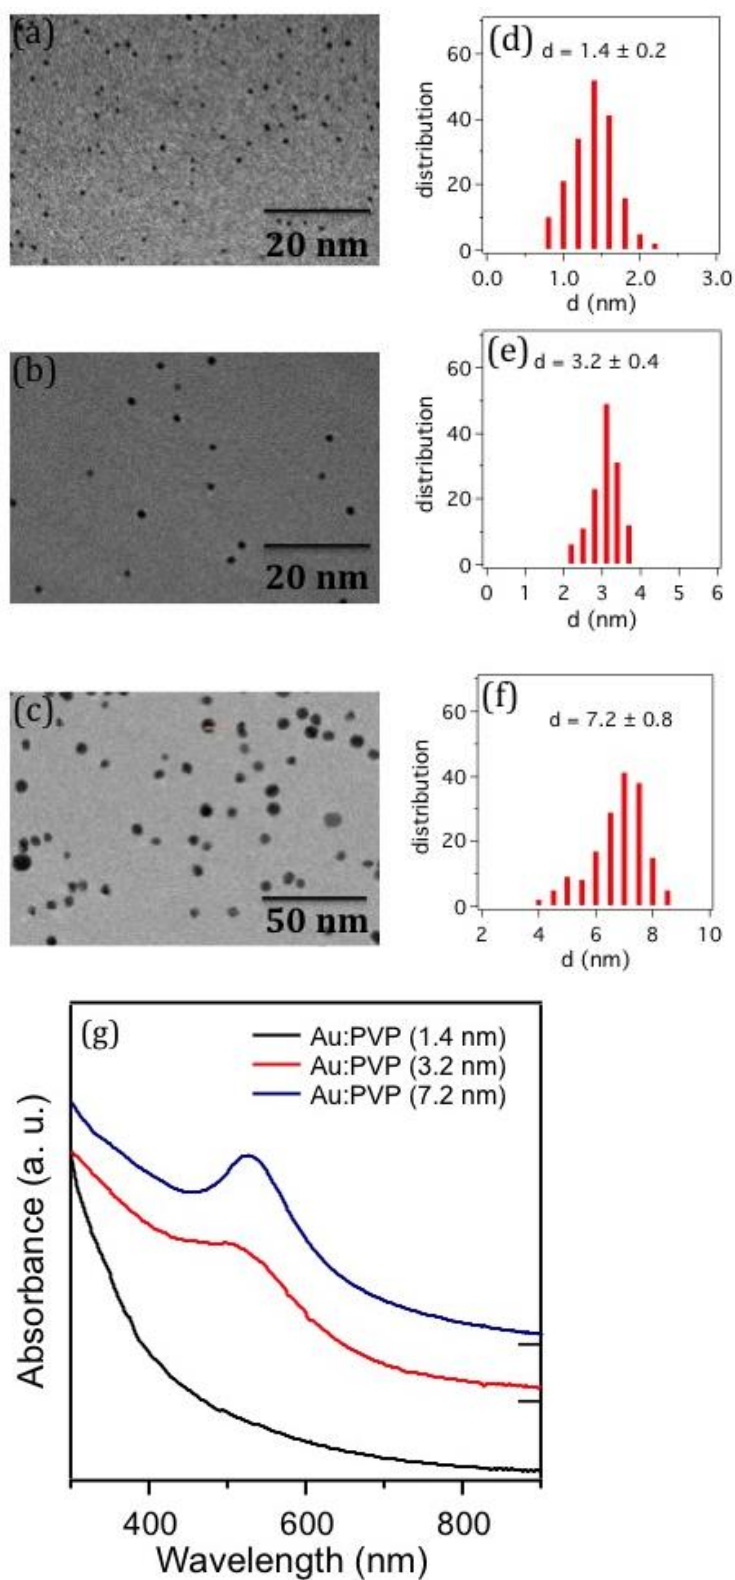 (a)
20 nm
(d) d = 1.4 ± 0.2
60
40
20
0
distribution
0.0 1.0 2.0 3.0
d (nm)
(b)
20 nm
(e) d = 3.2 ± 0.4
60
40
20
0
distribution
0 1 2 3 4 5 6
d (nm)
(c)
50 nm
(f)
d = 7.2 ± 0.8
60
40
20
0
distribution
2 4 6 8 10
d (nm)
(g)
Au:PVP (1.4 nm)
Au:PVP (3.2 nm)
Au:PVP (7.2 nm)
Absorbance (a. u.)
400 600 800
Wavelength (nm)